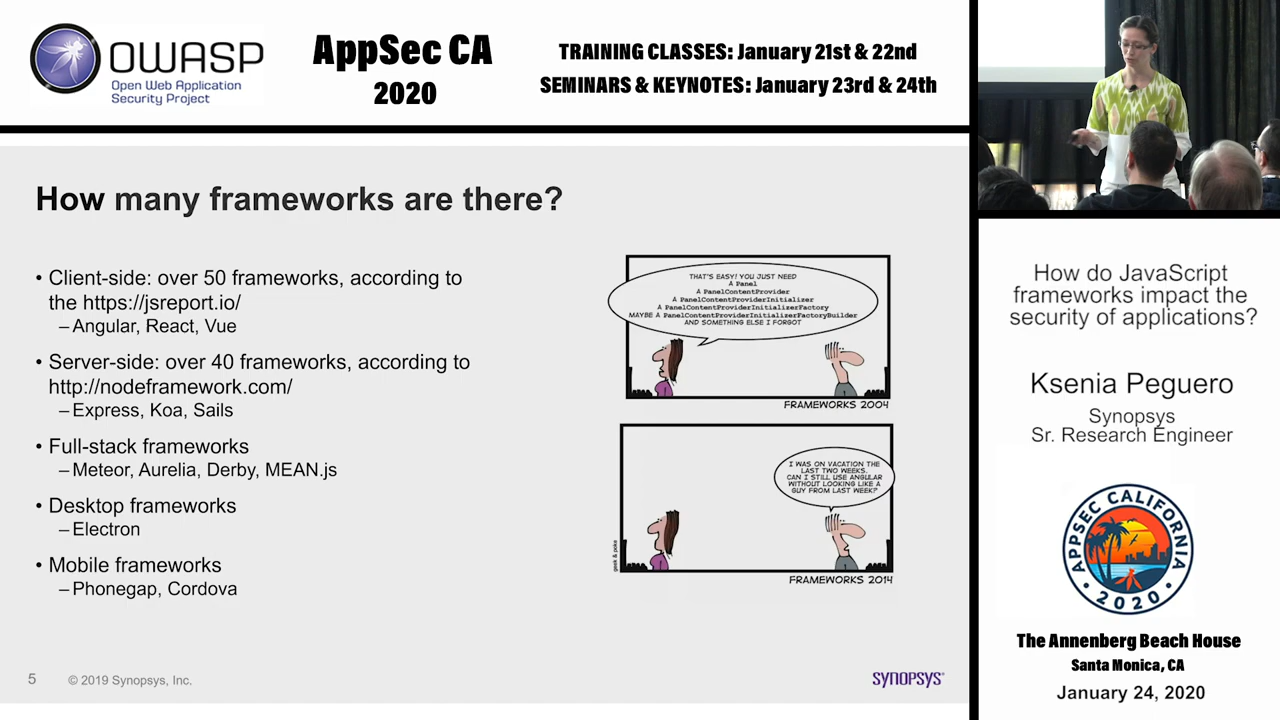 OWASP
Open Web Application
Security Project
AppSec CA
2020
TRAINING CLASSES: January 21st & 22nd
SEMINARS & KEYNOTES: January 23rd & 24th
How many frameworks are there?
• Client-side: over 50 frameworks, according to
the https://jsreport.io/
–Angular, React, Vue
• Server-side: over 40 frameworks, according to
http://nodeframework.com/
–Express, Koa, Sails
• Full-stack frameworks
–Meteor, Aurelia, Derby, MEAN.js
• Desktop frameworks
–Electron
• Mobile frameworks
–Phonegap, Cordova
THAT'S EASY! YOU JUST NEED
A Panel
A PanelContentProvider
A PanelContentProviderInitializer
A PanelContentProviderInitializerFactory
MAYBE A PanelContentProviderInitializerFactoryBuilder
AND SOMETHING ELSE I FORGOT
FRAMEWORKS 2004
I WAS ON VACATION THE
LAST TWO WEEKS.
CAN I STILL USE ANGULAR
WITHOUT LOOKING LIKE A
GUY FROM LAST WEEK?
geek & poke
FRAMEWORKS 2014
5 © 2019 Synopsys, Inc.
SYNOPSYS
How do JavaScript
frameworks impact the
security of applications?
Ksenia Peguero
Synopsys
Sr. Research Engineer
APPSEC CALIFORNIA
• 2020 •
The Annenberg Beach House
Santa Monica, CA
January 24, 2020